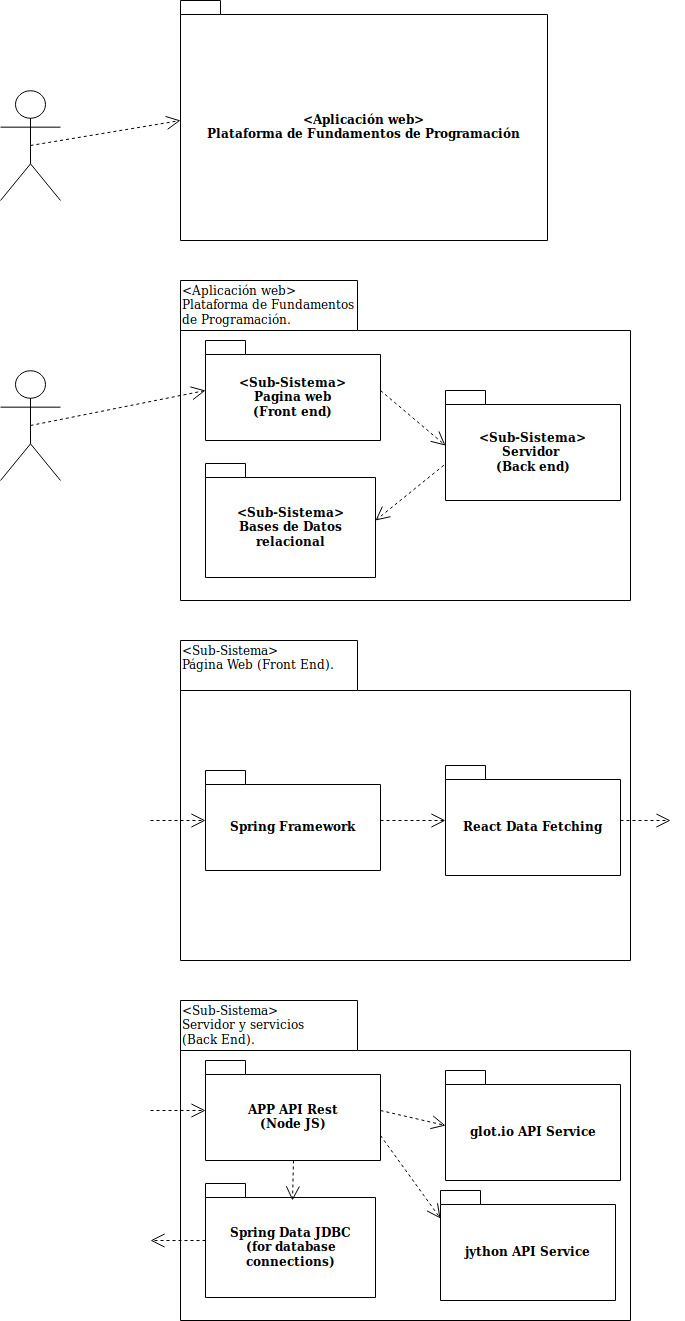 <Aplicación web>
Plataforma de Fundamentos de Programación
<Aplicación web>
Plataforma de Fundamentos
de Programación.
<Sub-Sistema>
Pagina web
(Front end)
<Sub-Sistema>
Servidor
(Back end)
<Sub-Sistema>
Bases de Datos
relacional
<Sub-Sistema>
Página Web (Front End).
Spring Framework
React Data Fetching
<Sub-Sistema>
Servidor y servicios
(Back End).
APP API Rest
(Node JS)
glot.io API Service
Spring Data JDBC
(for database
connections)
jython API Service